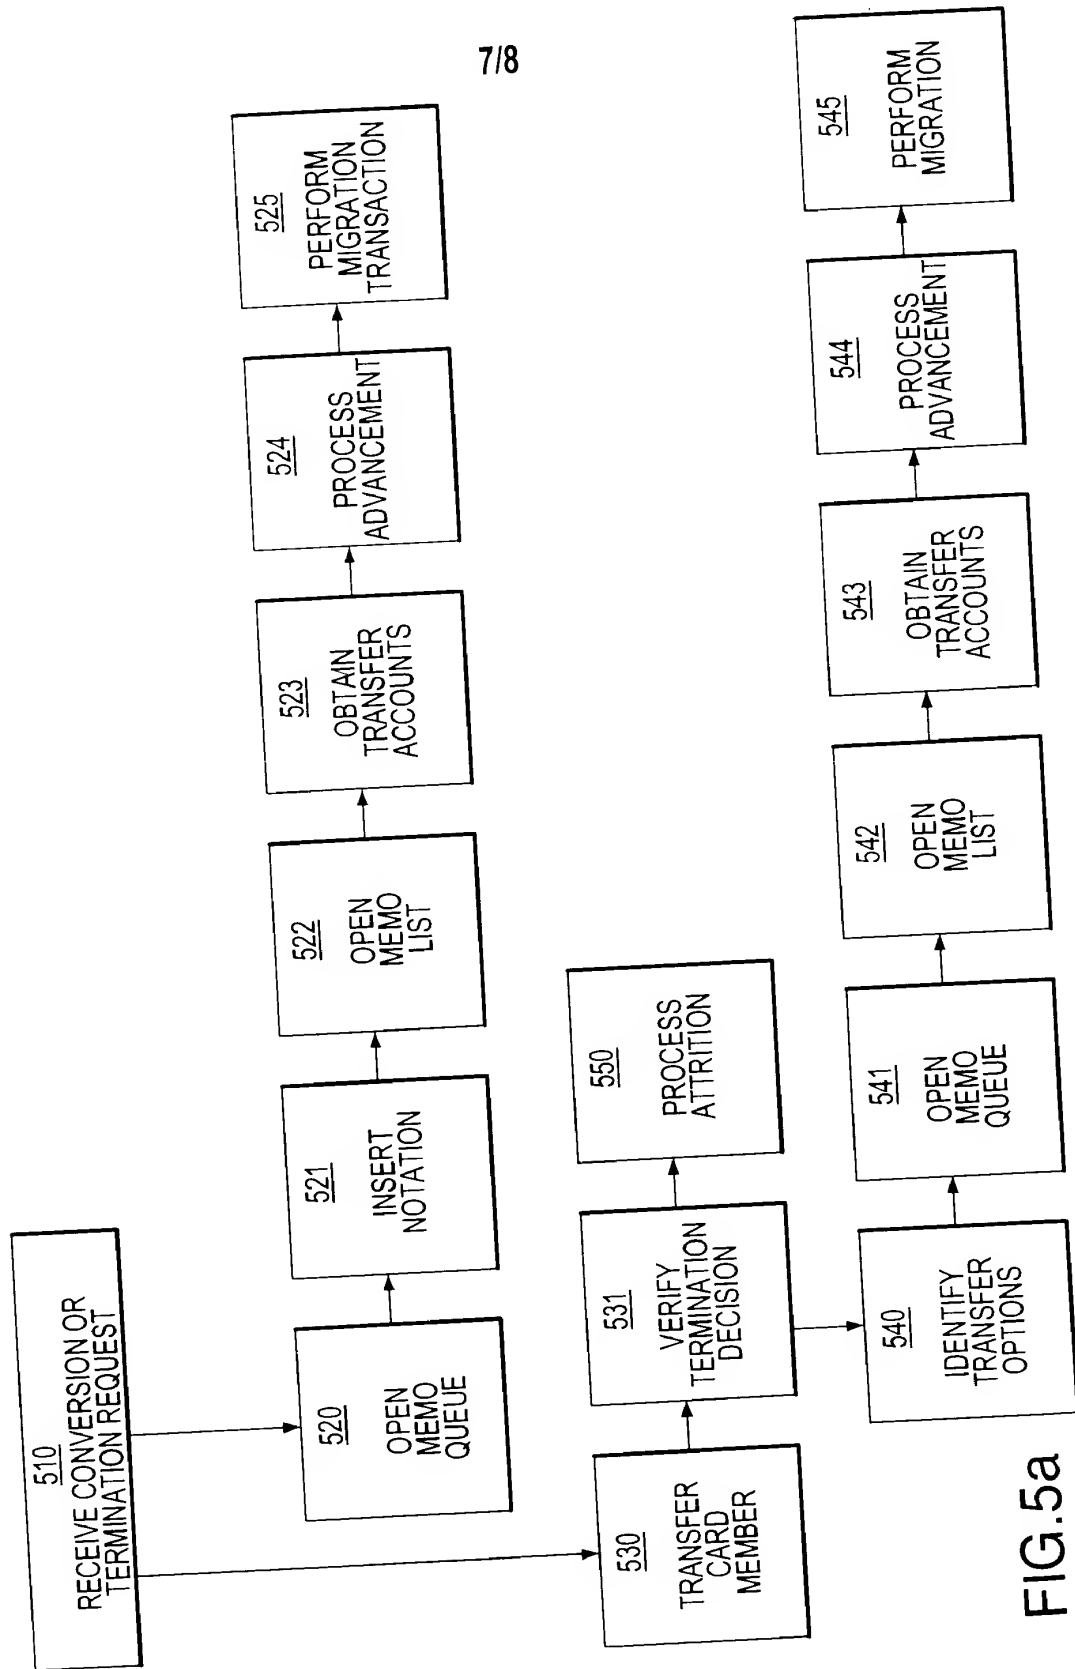 7/8
510
RECEIVE CONVERSION OR
TERMINATION REQUEST
520
OPEN
MEMO
QUEUE
521
INSERT
NOTATION
522
OPEN
MEMO
LIST
523
OBTAIN
TRANSFER
ACCOUNTS
524
PROCESS
ADVANCEMENT
525
PERFORM
MIGRATION
TRANSACTION
530
TRANSFER
CARD
MEMBER
531
VERIFY
TERMINATION
DECISION
550
PROCESS
ATTRITION
540
IDENTIFY
TRANSFER
OPTIONS
541
OPEN
MEMO
QUEUE
542
OPEN
MEMO
LIST
543
OBTAIN
TRANSFER
ACCOUNTS
544
PROCESS
ADVANCEMENT
545
PERFORM
MIGRATION
FIG.5a